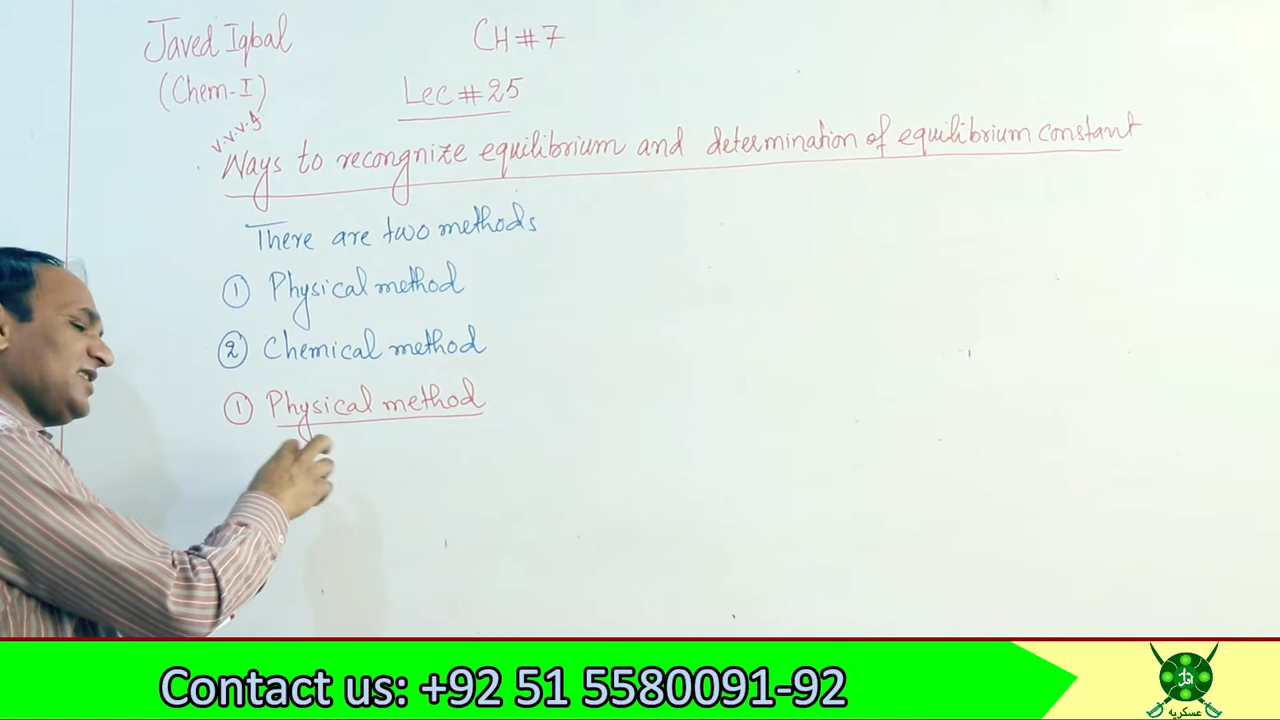 Javed Iqbal
CH # 7
(Chem-I)
Lec # 25
Ways to recongnize equilibrium and determination of equilibrium constant
There are two methods
① Physical method
② Chemical method
① Physical method
Contact us: +92 51 5580091-92
عسکریہ